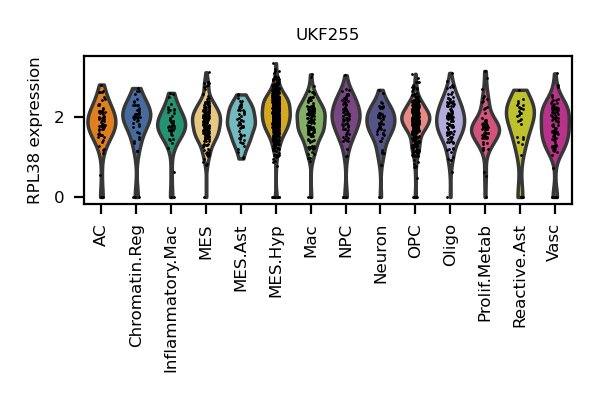 UKF255
RPL38 expression
2
0
AC
Chromatin.Reg
Inflammatory.Mac
MES
MES.Ast
MES.Hyp
Mac
NPC
Neuron
OPC
Oligo
Prolif.Metab
Reactive.Ast
Vasc